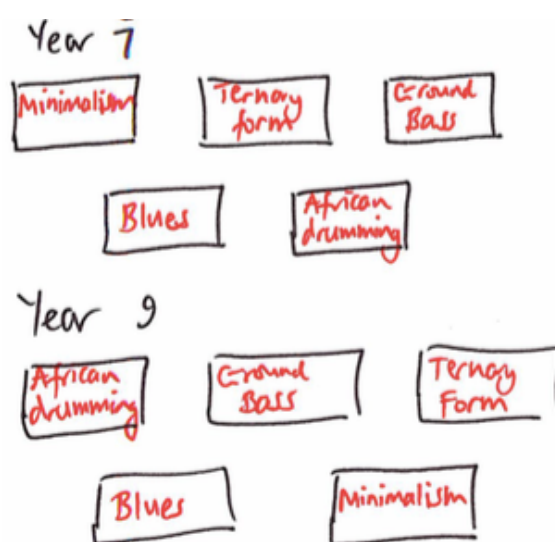 Year 7
Minimalism
Ternary
form
Ground
Bass
Blues
African
drumming
Year 9
African
drumming
Ground
Bass
Ternay
Form
Blues
Minimalism